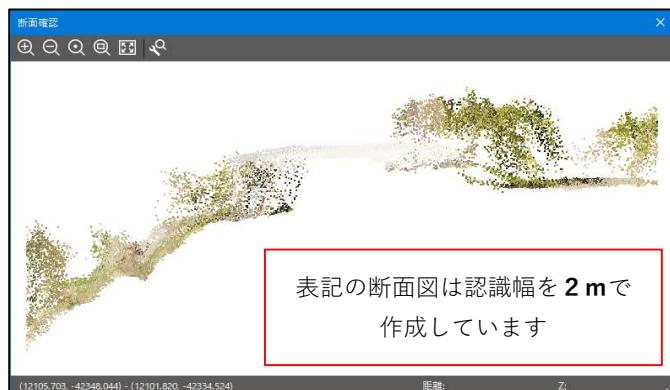 断面確認
表記の断面図は認識幅を2mで
作成しています
(12105.703, -42348.044) - (12101.820, -42334.524) 距離: Z: